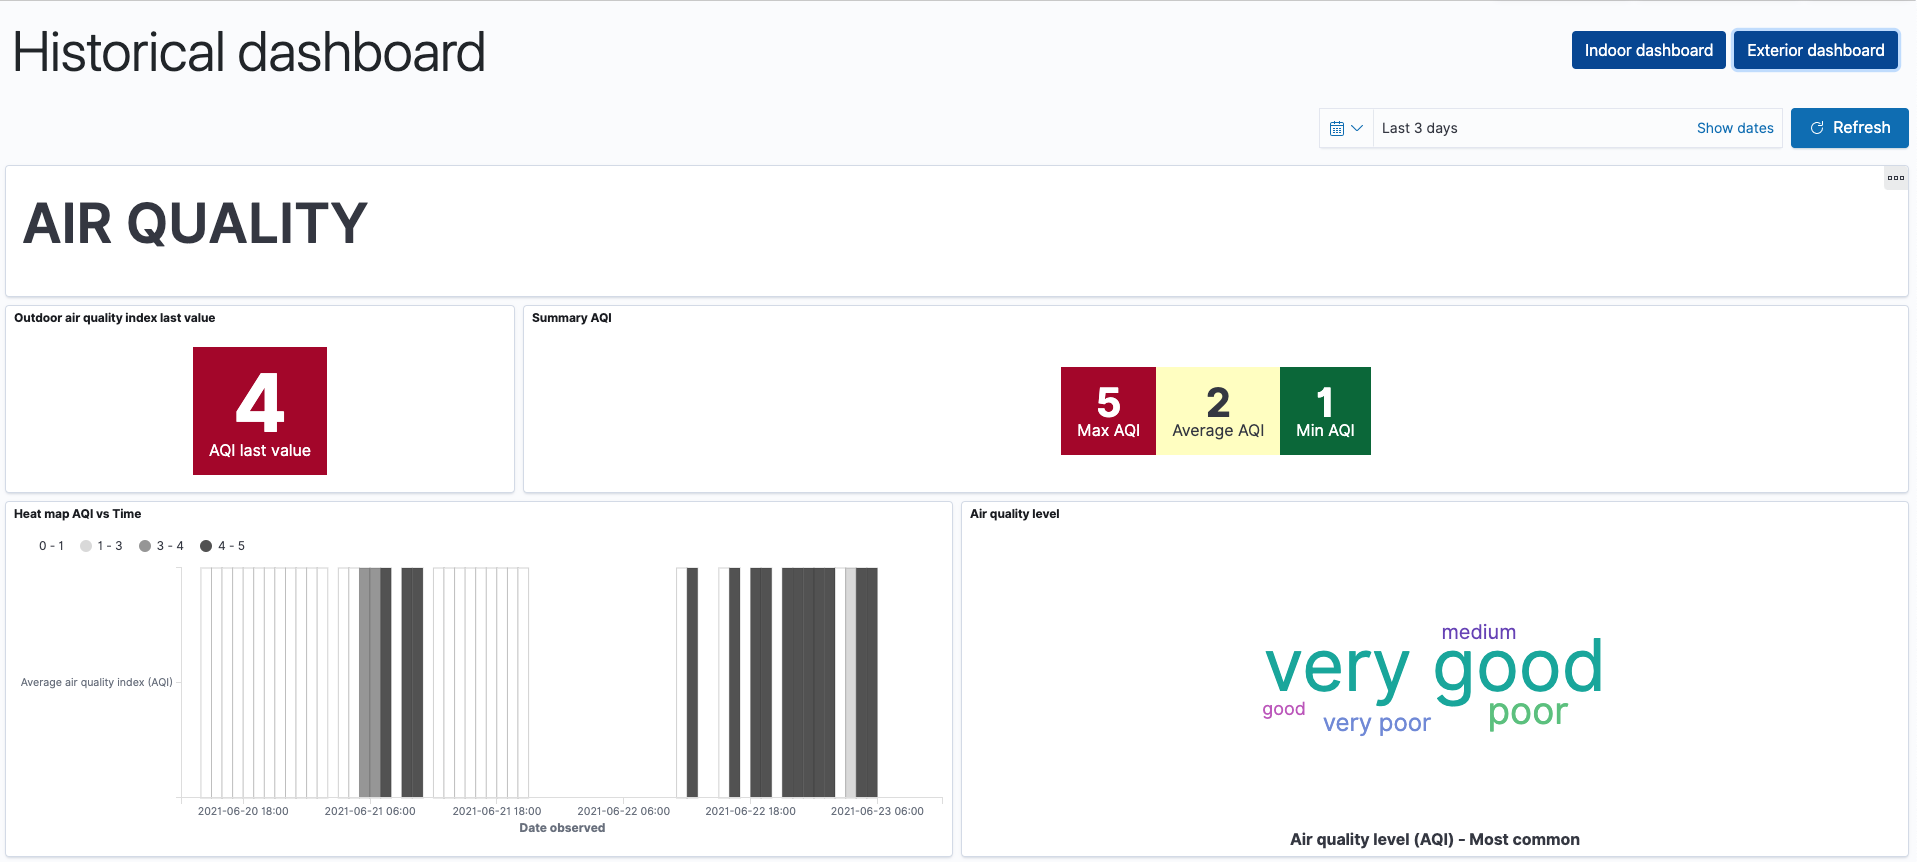 Historical dashboard
Indoor dashboard
Exterior dashboard
Last 3 days
Show dates
Refresh
AIR QUALITY
Outdoor air quality index last value
4
AQI last value
Summary AQI
5
Max AQI
2
Average AQI
1
Min AQI
Heat map AQI vs Time
0 - 1
1 - 3
3 - 4
4 - 5
Average air quality index (AQI)
2021-06-20 18:00
2021-06-21 06:00
2021-06-21 18:00
2021-06-22 06:00
2021-06-22 18:00
2021-06-23 06:00
Date observed
Air quality level
medium
very good
good
very poor
poor
Air quality level (AQI) - Most common